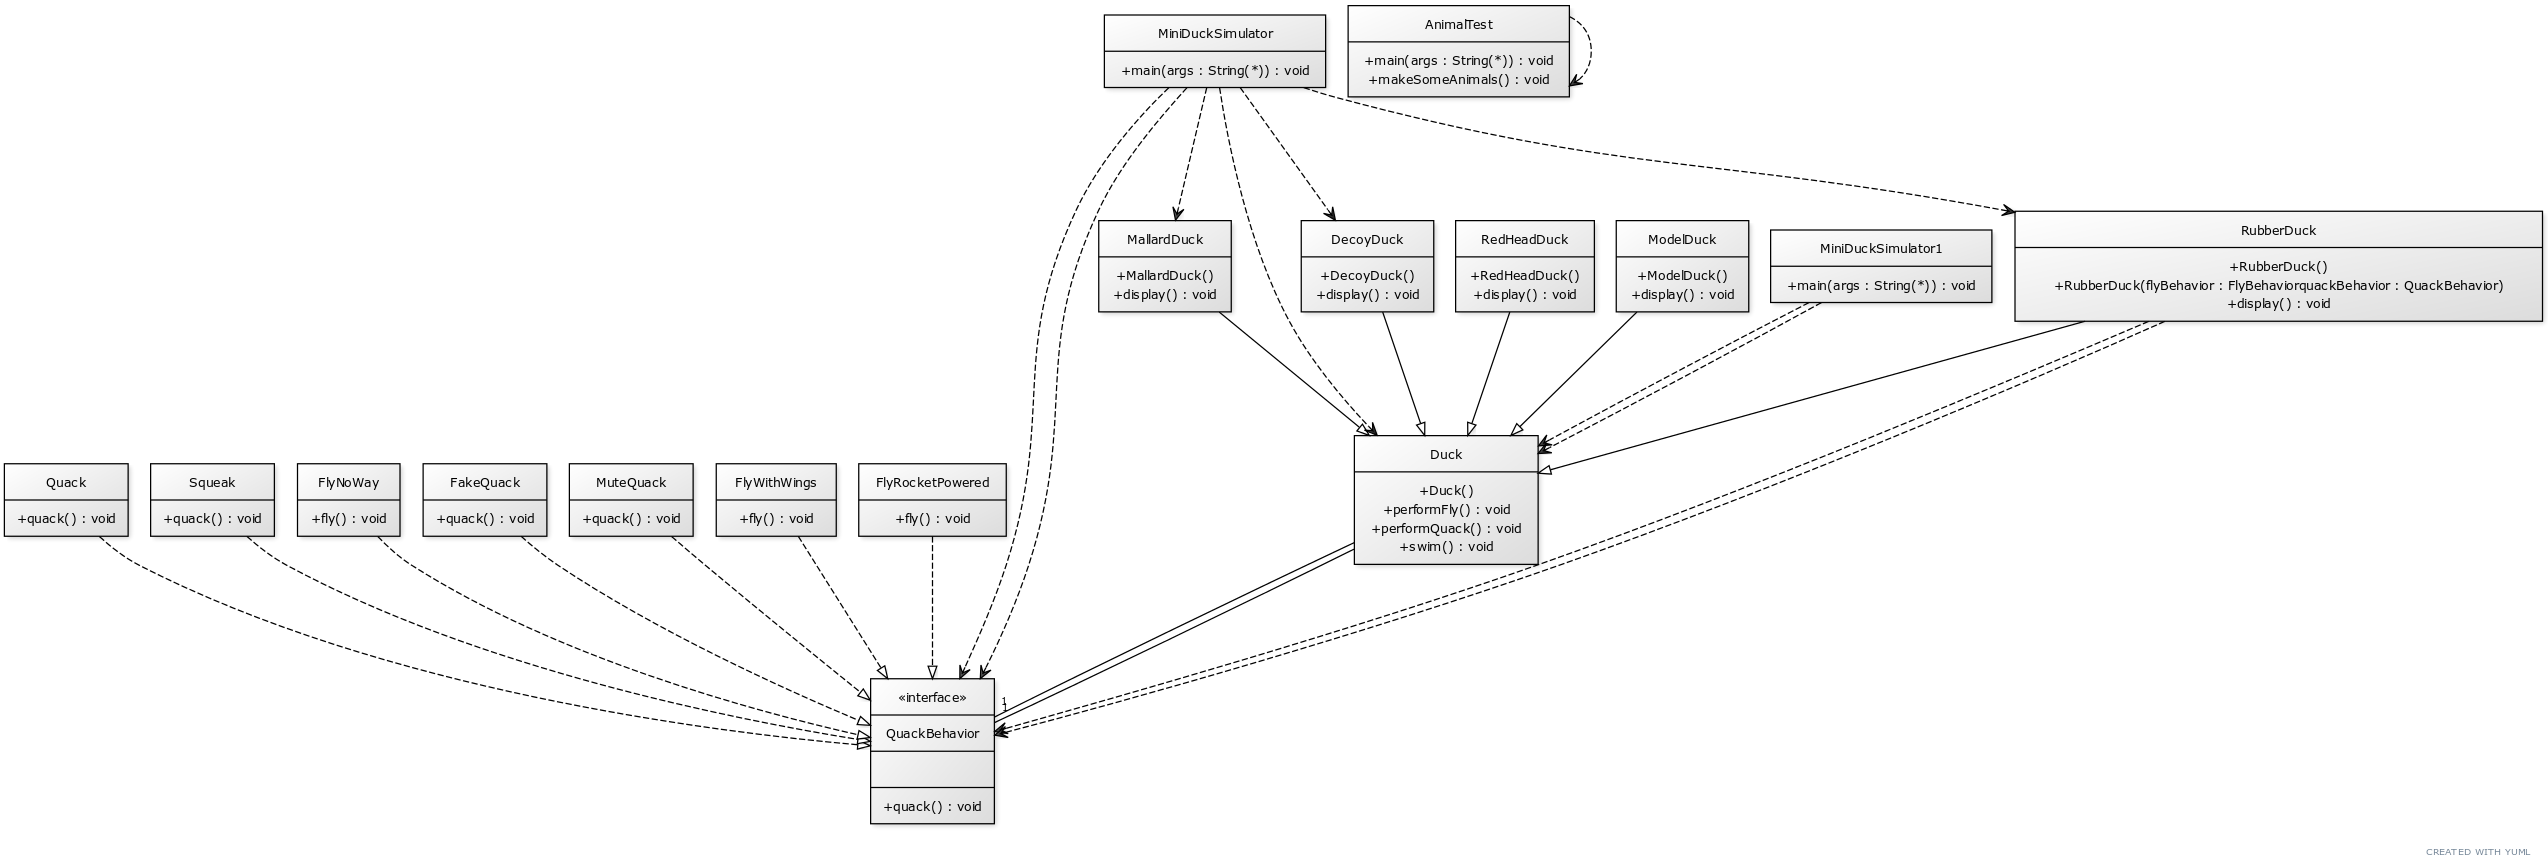 MiniDuckSimulator
+main(args : String(*)) : void
AnimalTest
+main(args : String(*)) : void
+makeSomeAnimals() : void
MallardDuck
+MallardDuck()
+display() : void
DecoyDuck
+DecoyDuck()
+display() : void
RedHeadDuck
+RedHeadDuck()
+display() : void
ModelDuck
+ModelDuck()
+display() : void
MiniDuckSimulator1
+main(args : String(*)) : void
RubberDuck
+RubberDuck()
+RubberDuck(flyBehavior : FlyBehaviorquackBehavior : QuackBehavior)
+display() : void
Duck
+Duck()
+performFly() : void
+performQuack() : void
+swim() : void
Quack
+quack() : void
Squeak
+quack() : void
FlyNoWay
+fly() : void
FakeQuack
+quack() : void
MuteQuack
+quack() : void
FlyWithWings
+fly() : void
FlyRocketPowered
+fly() : void
«interface»
QuackBehavior
+quack() : void
1
1
CREATED WITH YUML